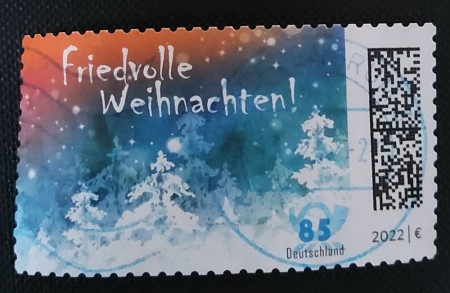 Friedvolle
Weihnachten!
85
Deutschland
2022 | €